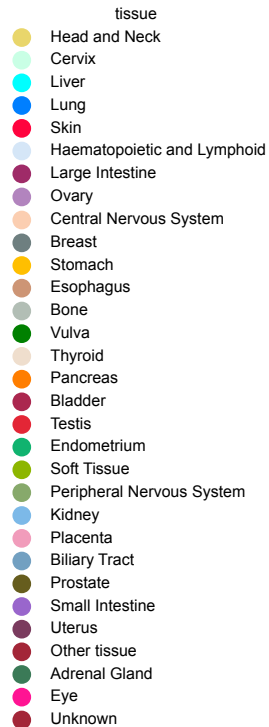 tissue
Head and Neck
Cervix
Liver
Lung
Skin
Haematopoietic and Lymphoid
Large Intestine
Ovary
Central Nervous System
Breast
Stomach
Esophagus
Bone
Vulva
Thyroid
Pancreas
Bladder
Testis
Endometrium
Soft Tissue
Peripheral Nervous System
Kidney
Placenta
Biliary Tract
Prostate
Small Intestine
Uterus
Other tissue
Adrenal Gland
Eye
Unknown